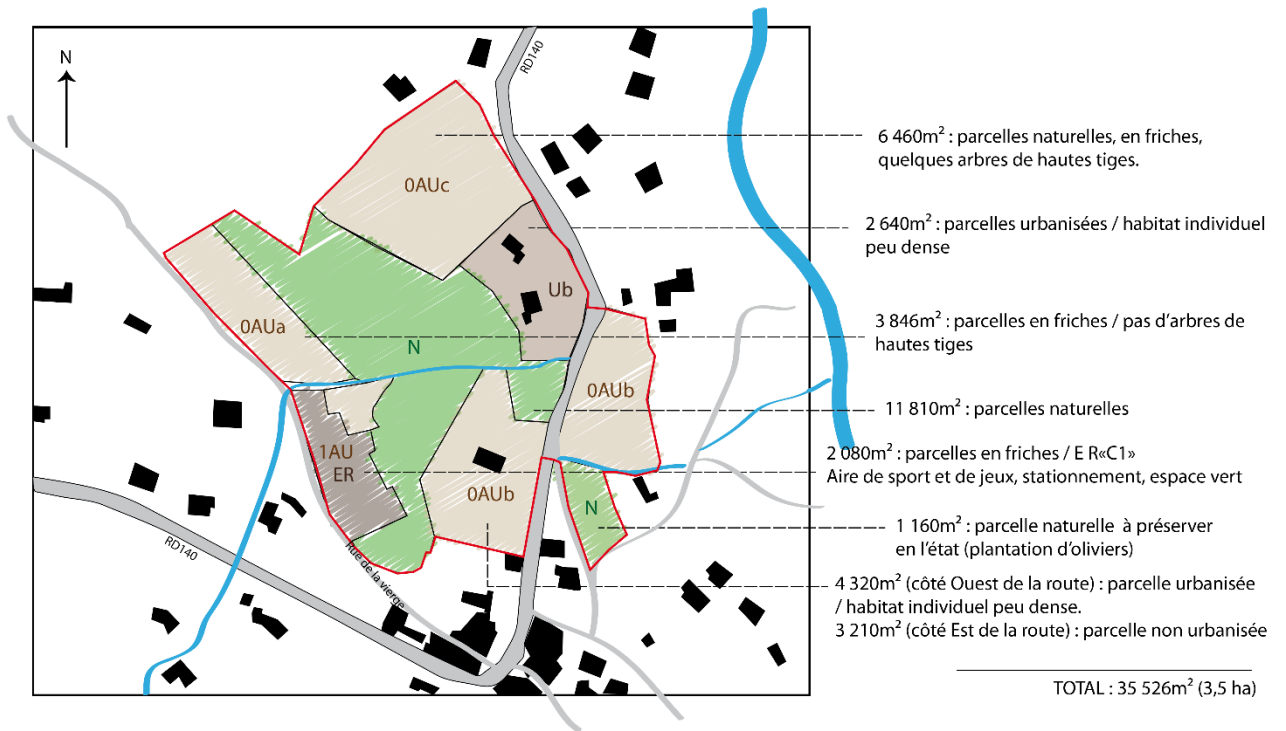 N
RD140
6 460m² : parcelles naturelles, en friches,
quelques arbres de hautes tiges.
0AUc
2 640m² : parcelles urbanisées / habitat individuel
peu dense
Ub
0AUa
3 846m² : parcelles en friches / pas d'arbres de
hautes tiges
N
0AUb
11 810m² : parcelles naturelles
1AU
ER
2 080m² : parcelles en friches / E R«C1»
Aire de sport et de jeux, stationnement, espace vert
0AUb
N
1 160m² : parcelle naturelle à préserver
en l'état (plantation d'oliviers)
RD140
Rue de la vierge
4 320m² (côté Ouest de la route) : parcelle urbanisée
/ habitat individuel peu dense.
3 210m² (côté Est de la route) : parcelle non urbanisée
TOTAL : 35 526m² (3,5 ha)